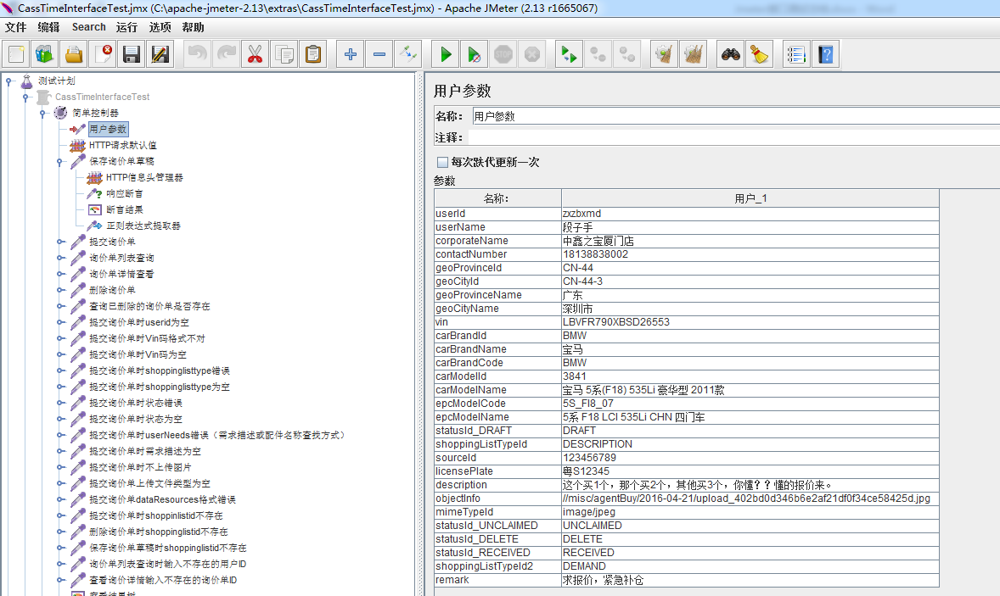 CassTimeInterfaceTest.jmx (C:\apache-jmeter-2.13\extras\CassTimeInterfaceTest.jmx) - Apache JMeter (2.13 r1665067)
文件 编辑 Search 运行 选项 帮助
测试计划
CassTimeInterfaceTest
简单控制器
用户参数
HTTP请求默认值
保存询价单草稿
HTTP信息头管理器
响应断言
断言结果
正则表达式提取器
提交询价单
询价单列表查询
询价单详情查看
删除询价单
查询已删除的询价单是否存在
提交询价单时userid为空
提交询价单时Vin码格式不对
提交询价单时Vin码为空
提交询价单时shoppinglisttype错误
提交询价单时shoppinglisttype为空
提交询价单时状态错误
提交询价单时状态为空
提交询价单时userNeeds错误（需求描述或配件名称查找方式）
提交询价单时需求描述为空
提交询价单时不上传图片
提交询价单上传文件类型为空
提交询价单dataResources格式错误
提交询价单时shoppinlistid不存在
删除询价单时shoppinglistid不存在
保存询价单草稿时shoppinglistid不存在
询价单列表查询时输入不存在的用户ID
查看询价详情输入不存在的询价单ID
用户参数
名称： 用户参数
注释：
每次跌代更新一次
参数
名称： 用户_1
userId zxzbxmd
userName 段子手
corporateName 中鑫之宝厦门店
contactNumber 18138838002
geoProvinceId CN-44
geoCityId CN-44-3
geoProvinceName 广东
geoCityName 深圳市
vin LBVFR790XBSD26553
carBrandId BMW
carBrandName 宝马
carBrandCode BMW
carModelId 3841
carModelName 宝马 5系(F18) 535Li 豪华型 2011款
epcModelCode 5S_Fl8_07
epcModelName 5系 F18 LCI 535Li CHN 四门车
statusId_DRAFT DRAFT
shoppingListTypeId DESCRIPTION
sourceId 123456789
licensePlate 粤S12345
description 这个买1个，那个买2个，其他买3个，你懂？？懂的报价来。
objectInfo //misc/agentBuy/2016-04-21/upload_402bd0d346b6e2af21df0f34ce58425d.jpg
mimeTypeId image/jpeg
statusId_UNCLAIMED UNCLAIMED
statusId_DELETE DELETE
statusId_RECEIVED RECEIVED
shoppingListTypeId2 DEMAND
remark 求报价，紧急补仓